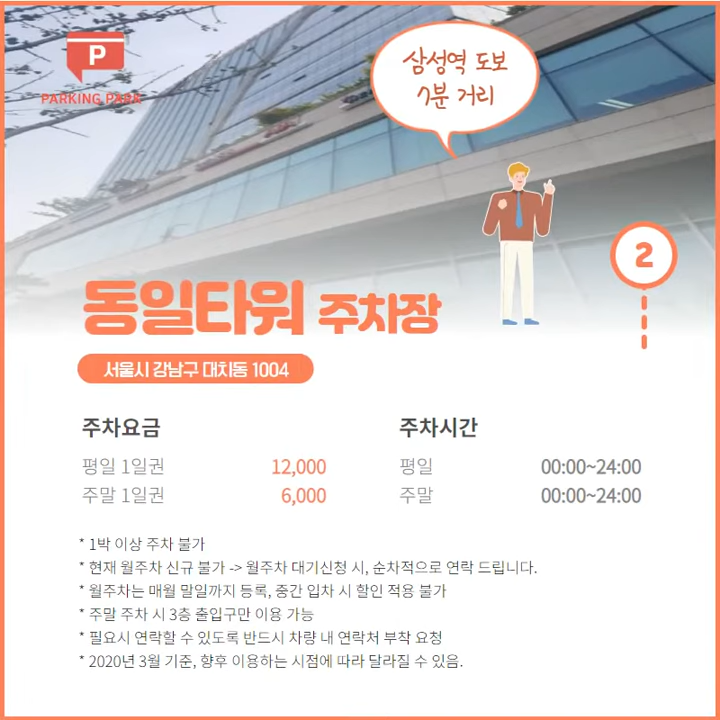 P
PARKING PARK
삼성역 도보
7분 거리
2
동일타워 주차장
서울시 강남구 대치동 1004
주차요금
평일 1일권 12,000
주말 1일권 6,000
주차시간
평일 00:00~24:00
주말 00:00~24:00
* 1박 이상 주차 불가
* 현재 월주차 신규 불가 -> 월주차 대기신청 시, 순차적으로 연락 드립니다.
* 월주차는 매월 말일까지 등록, 중간 입차 시 할인 적용 불가
* 주말 주차 시 3층 출입구만 이용 가능
* 필요시 연락할 수 있도록 반드시 차량 내 연락처 부착 요청
* 2020년 3월 기준, 향후 이용하는 시점에 따라 달라질 수 있음.